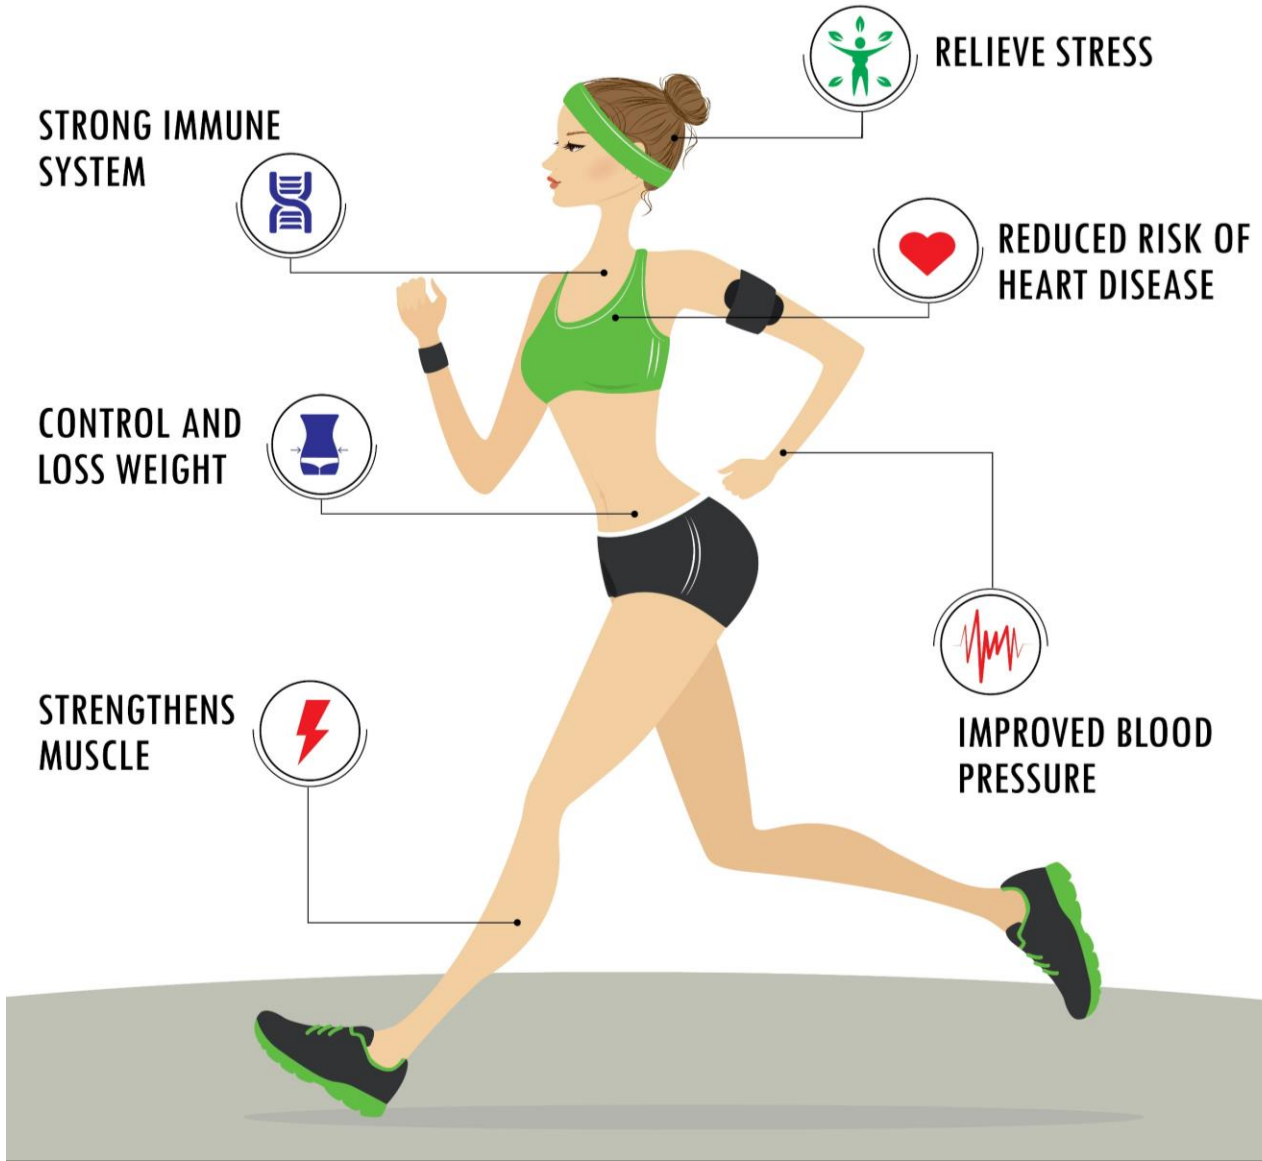 RELIEVE STRESS
STRONG IMMUNE
SYSTEM
REDUCED RISK OF
HEART DISEASE
CONTROL AND
LOSS WEIGHT
STRENGTHENS
MUSCLE
IMPROVED BLOOD
PRESSURE